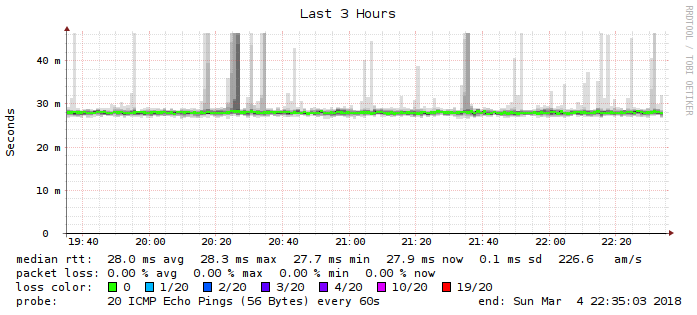 Last 3 Hours
RRDTOOL / TOBI OETIKER
Seconds
40 m
30 m
20 m
10 m
0
19:40 20:00 20:20 20:40 21:00 21:20 21:40 22:00 22:20
median rtt: 28.0 ms avg 28.3 ms max 27.7 ms min 27.9 ms now 0.1 ms sd 226.6 am/s
packet loss: 0.00 % avg 0.00 % max 0.00 % min 0.00 % now
loss color: 0 1/20 2/20 3/20 4/20 10/20 19/20
probe: 20 ICMP Echo Pings (56 Bytes) every 60s end: Sun Mar 4 22:35:03 2018